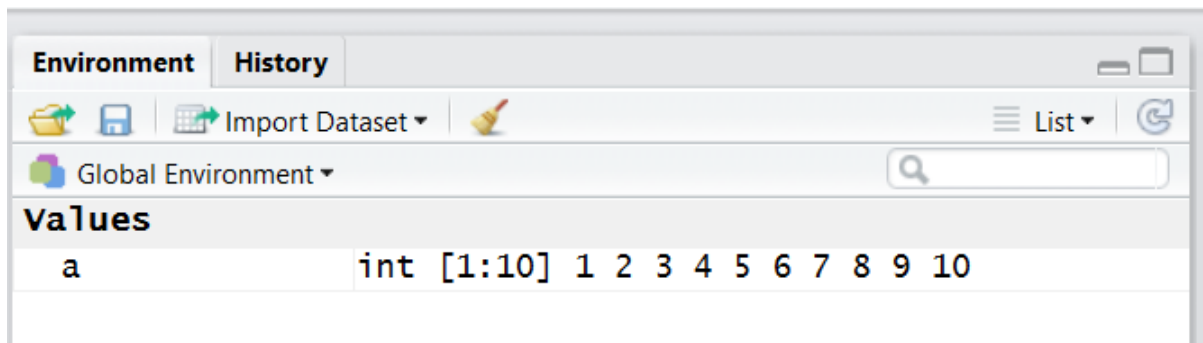 Environment History
Import Dataset List
Global Environment
Values
a int [1:10] 1 2 3 4 5 6 7 8 9 10